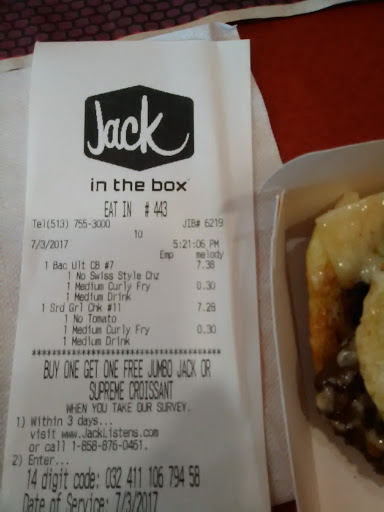 Jack
in the box
EAT IN # 443
Tel(513) 755-3000 JIB# 6219
10
7/3/2017 5:21:06 PM
Emp melody
1 Bac Ult CB #7 7.38
1 No Swiss Style Chz
1 Medium Curly Fry 0.30
1 Medium Drink
1 Srd Grl Chk #11 7.28
1 No Tomato
1 Medium Curly Fry 0.30
1 Medium Drink
****************************************
BUY ONE GET ONE FREE JUMBO JACK OR
SUPREME CROISSANT
WHEN YOU TAKE OUR SURVEY.
1) Within 3 days...
visit www.JackListens.com
or call 1-858-876-0461.
2) Enter...
14 digit code: 032 411 106 794 58
Date of Service: 7/3/2017